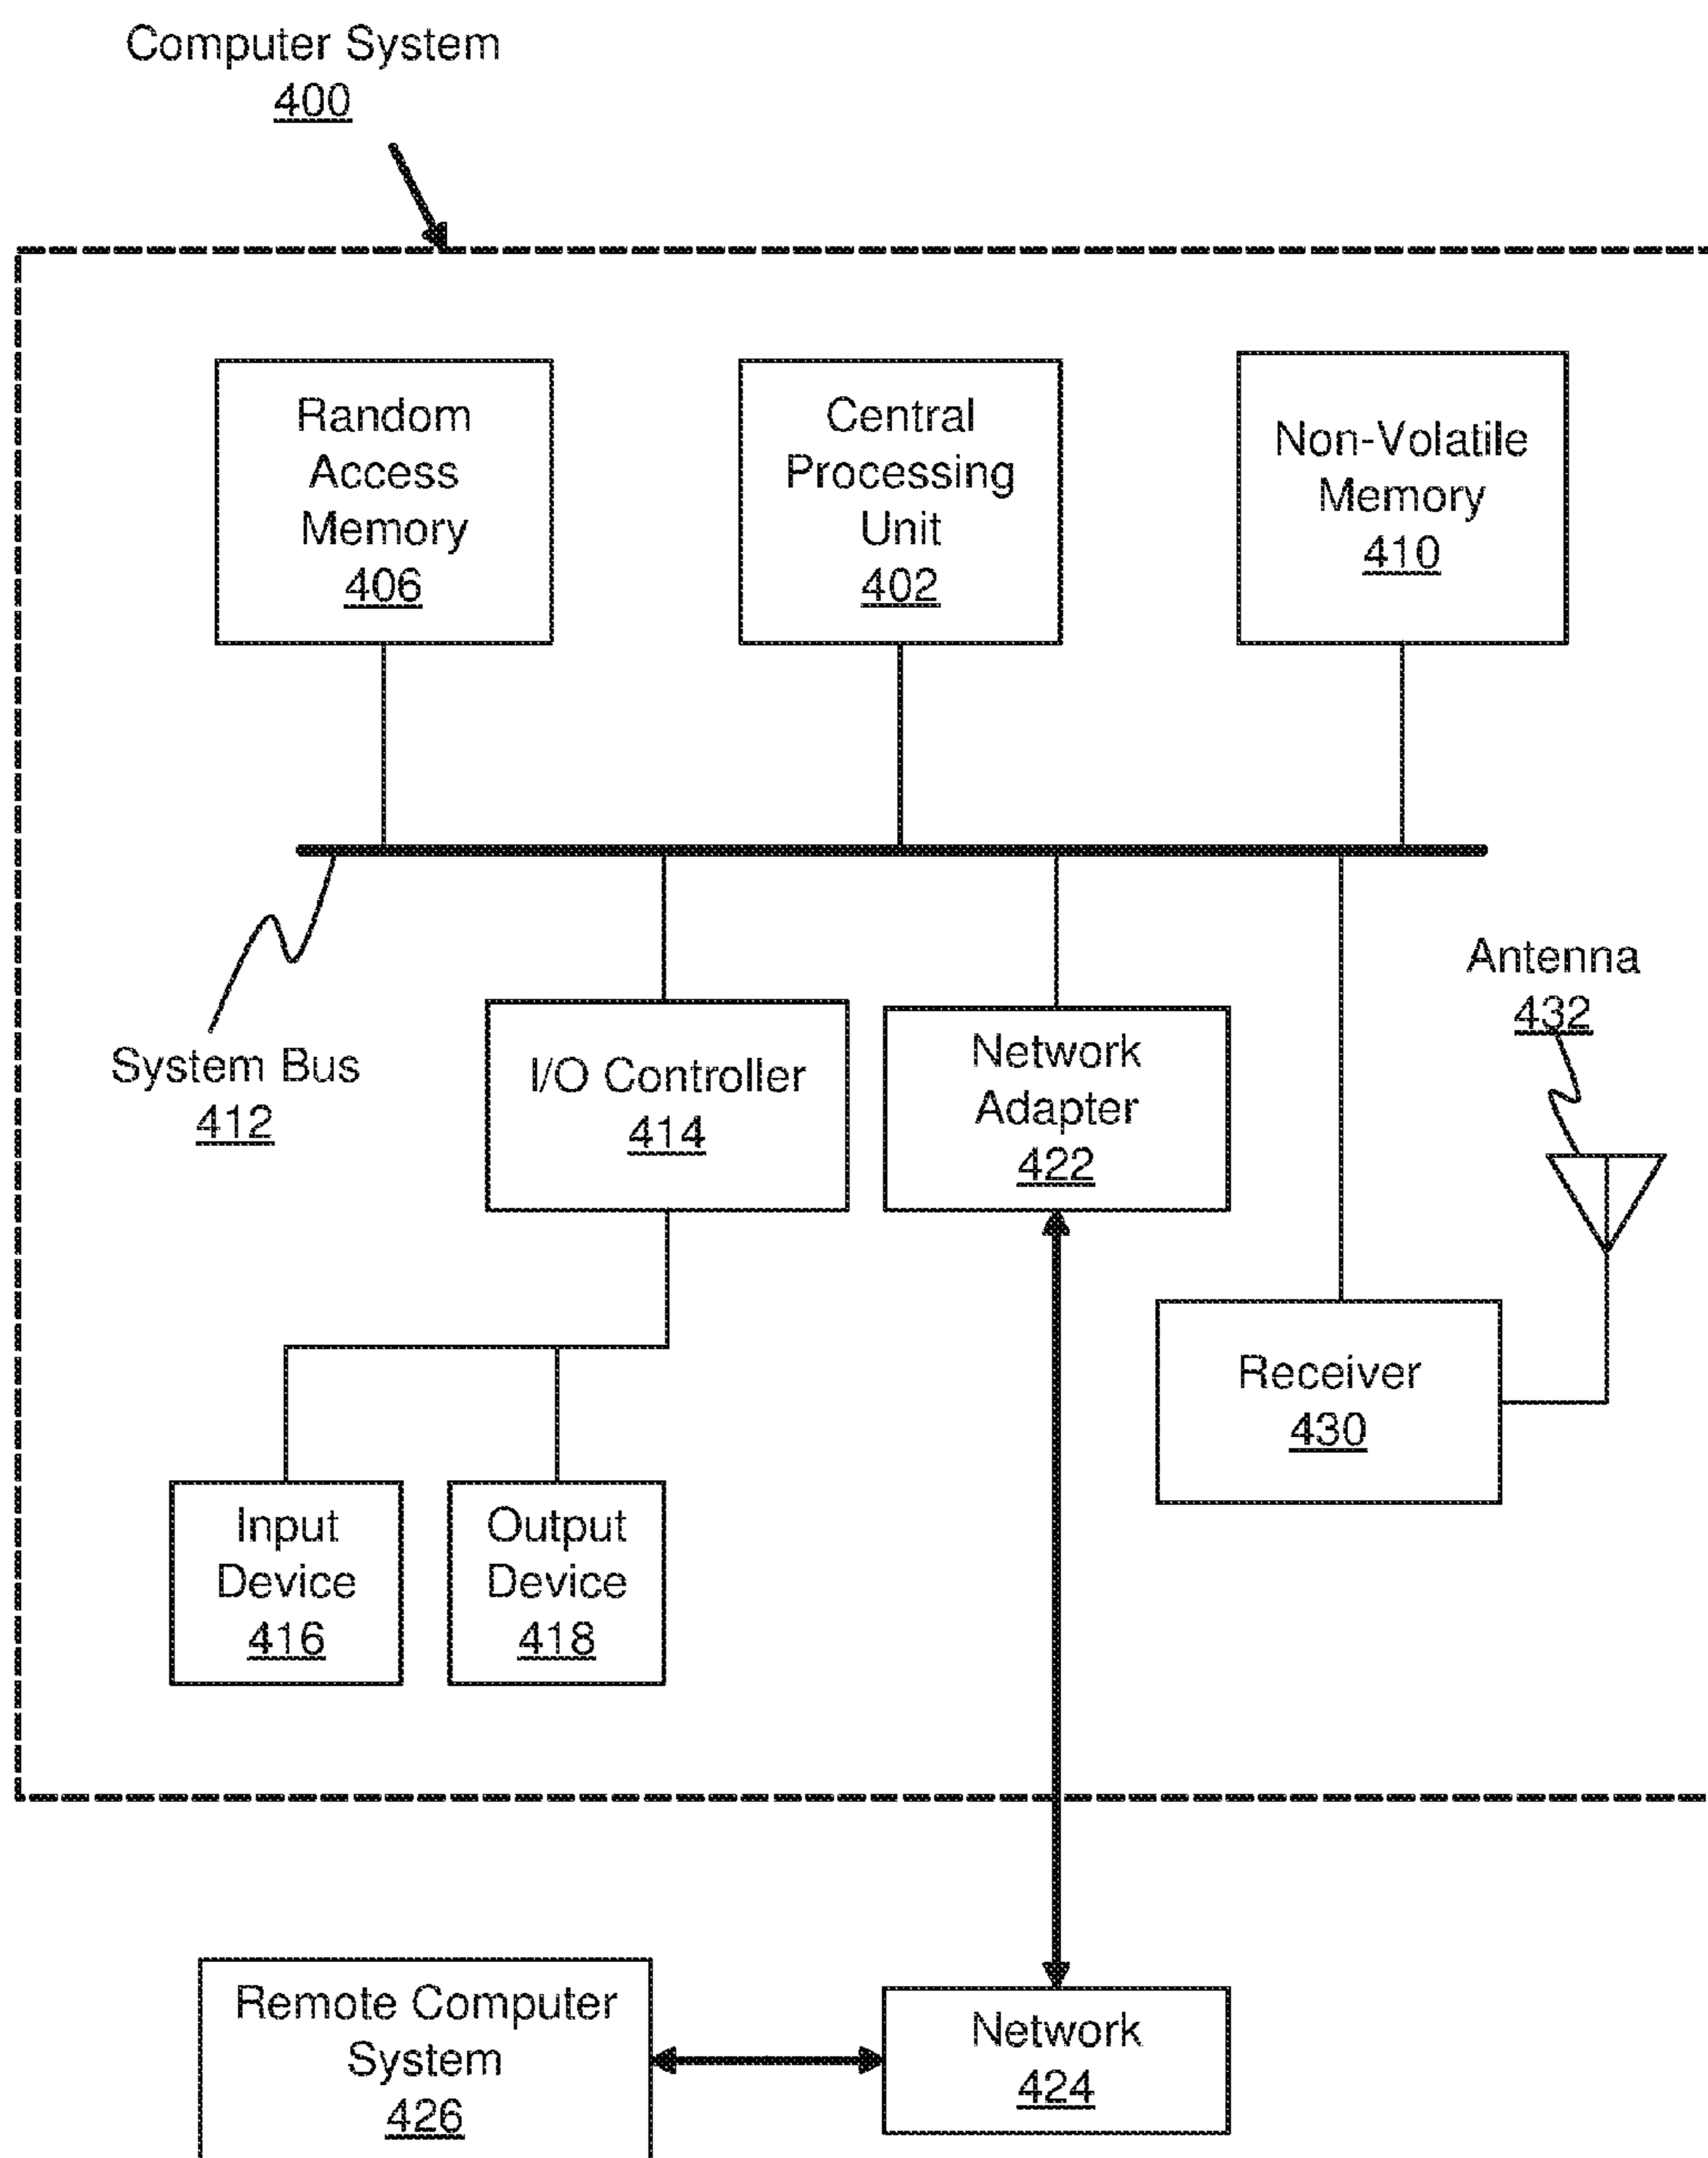 Computer System
400
Random
Access
Memory
406
Central
Processing
Unit
402
Non-Volatile
Memory
410
System Bus
412
I/O Controller
414
Network
Adapter
422
Antenna
432
Receiver
430
Input
Device
416
Output
Device
418
Remote Computer
System
426
Network
424